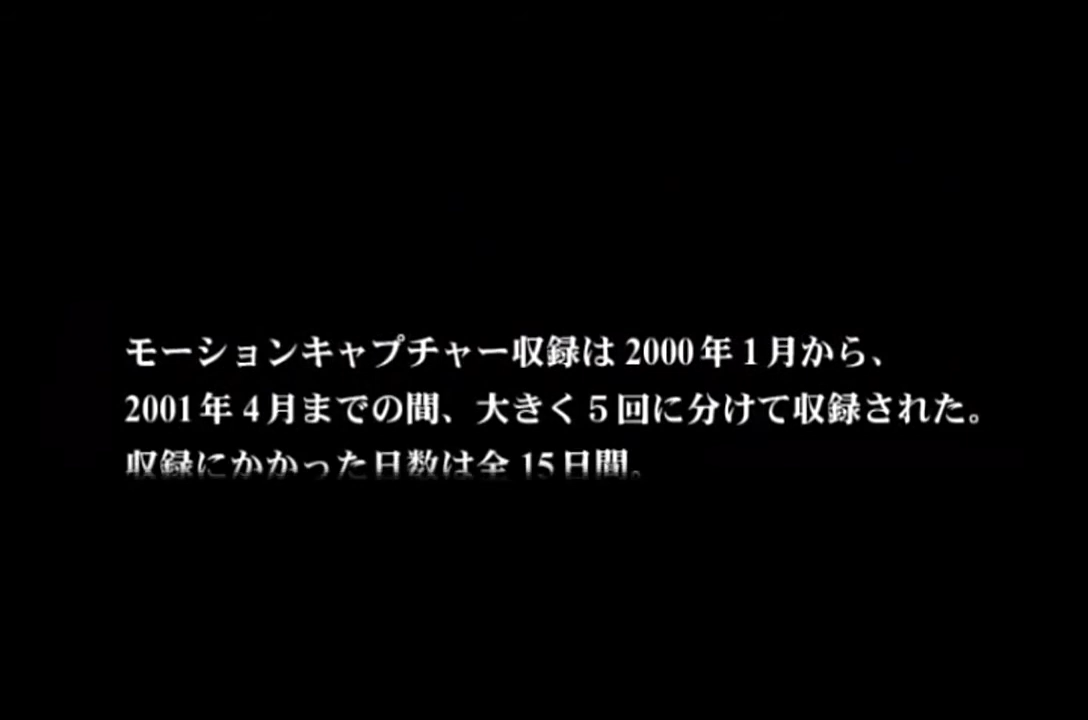 モーションキャプチャー収録は 2000 年 1 月から、
2001 年 4 月までの間、大きく 5 回に分けて収録された。
収録にかかった日数は全 15 日間。